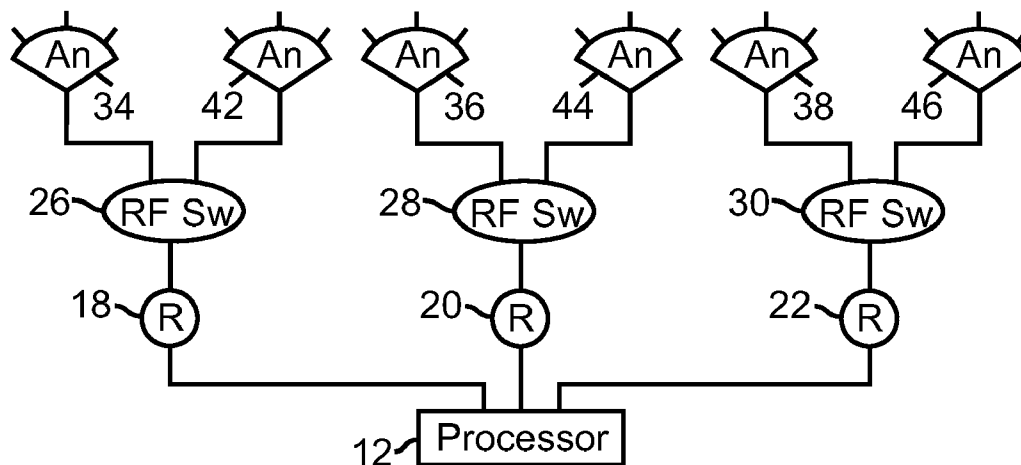 An An An An An An
34 42 36 44 38 46
26 RF Sw 28 RF Sw 30 RF Sw
18 R 20 R 22 R
12 Processor